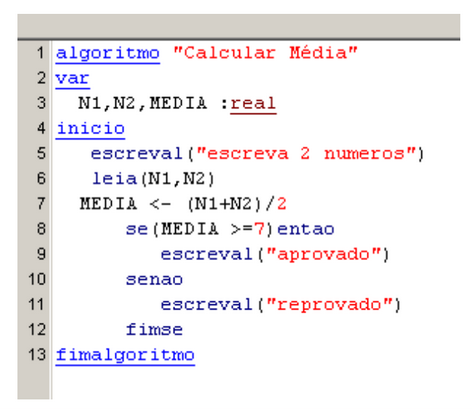 1 algoritmo "Calcular Média"
2 var
3 N1,N2,MEDIA :real
4 inicio
5 escreval("escreva 2 numeros")
6 leia(N1,N2)
7 MEDIA <- (N1+N2)/2
8 se(MEDIA >=7)entao
9 escreval("aprovado")
10 senao
11 escreval("reprovado")
12 fimse
13 fimalgoritmo